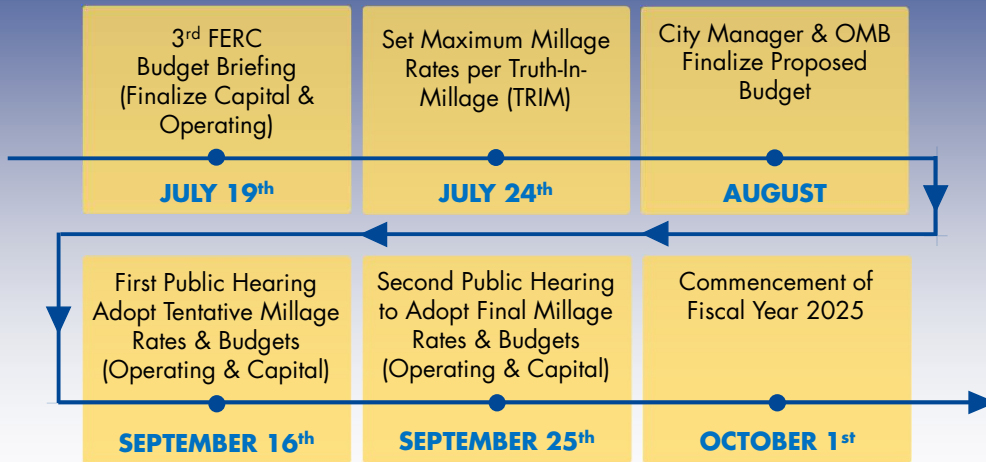 3rd FERC
Budget Briefing
(Finalize Capital &
Operating)
JULY 19th
Set Maximum Millage
Rates per Truth-In-
Millage (TRIM)
JULY 24th
City Manager & OMB
Finalize Proposed
Budget
AUGUST
First Public Hearing
Adopt Tentative Millage
Rates & Budgets
(Operating & Capital)
SEPTEMBER 16th
Second Public Hearing
to Adopt Final Millage
Rates & Budgets
(Operating & Capital)
SEPTEMBER 25th
Commencement of
Fiscal Year 2025
OCTOBER 1st